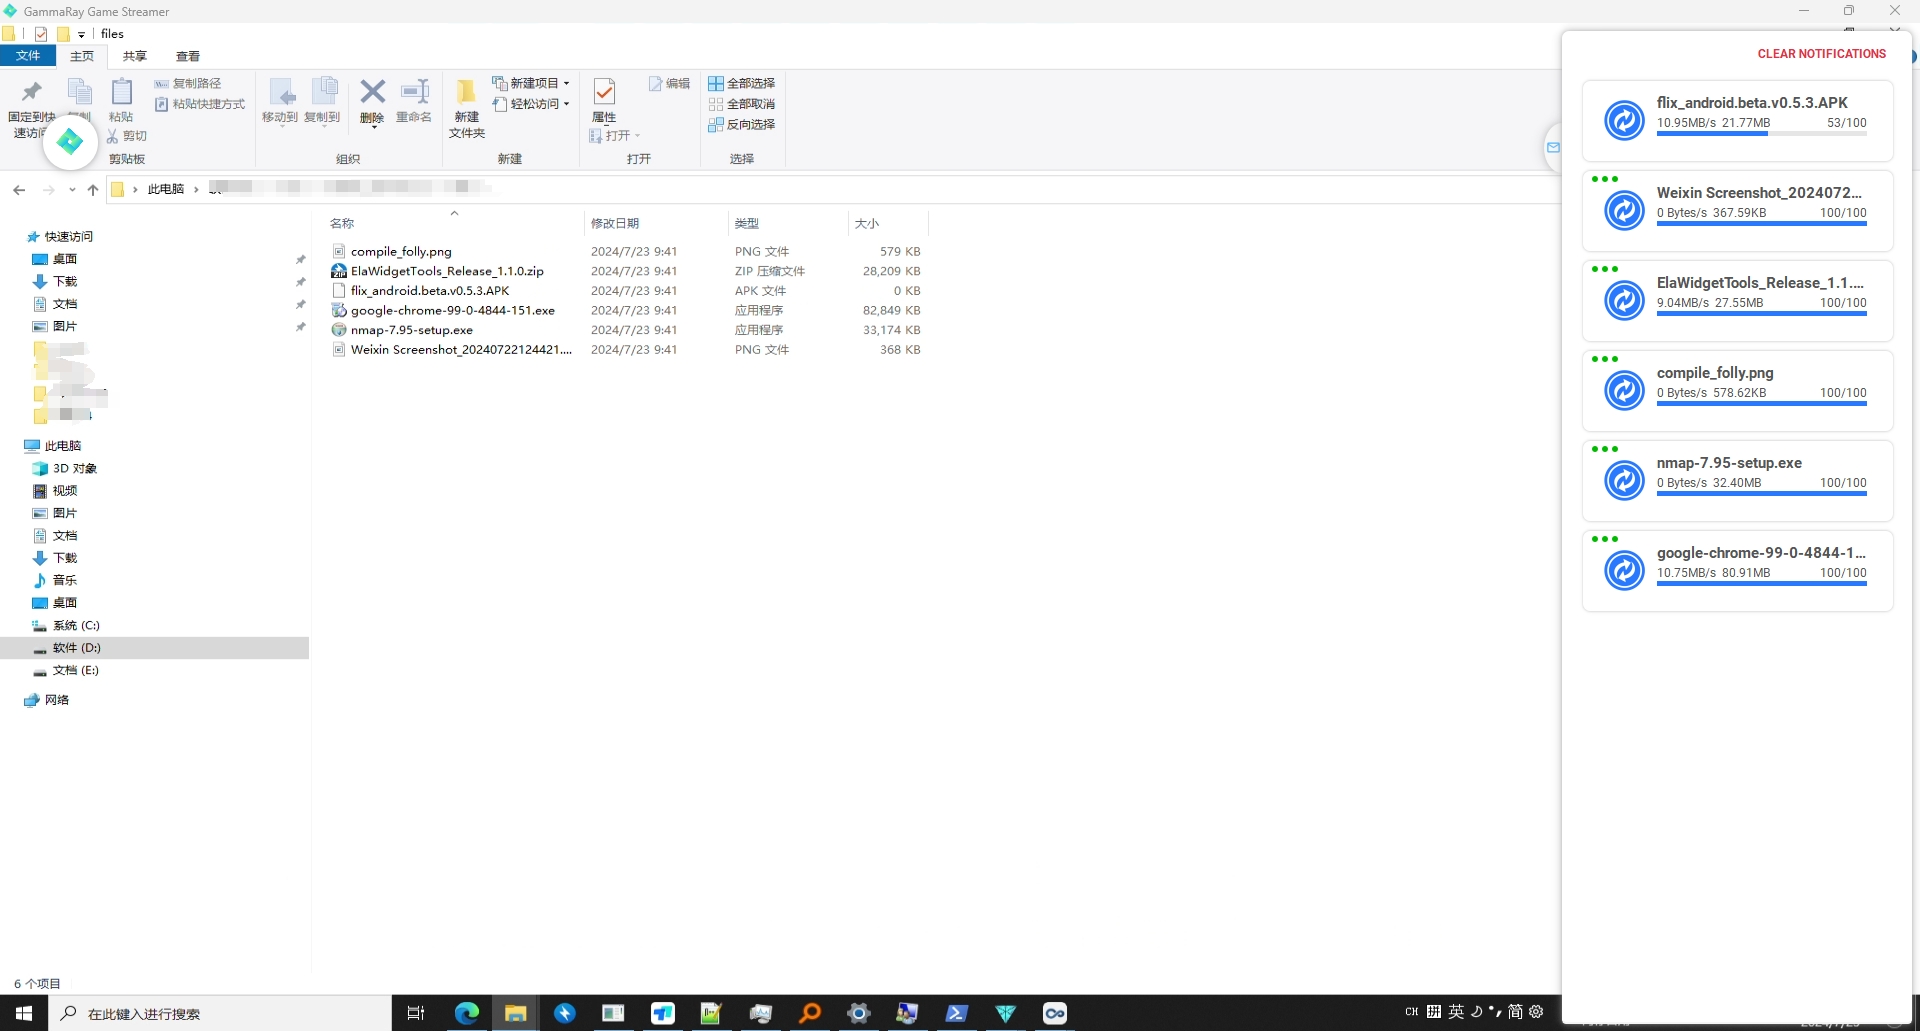 GammaRay Game Streamer
files
文件 主页 共享 查看
固定到快
速访问
粘贴
复制路径
粘贴快捷方式
剪切
剪贴板
移动到 复制到 删除 重命名
组织
新建
文件夹
新建项目
轻松访问
新建
属性
打开
编辑
打开
全部选择
全部取消
反向选择
选择
此电脑
名称 修改日期 类型 大小
compile_folly.png 2024/7/23 9:41 PNG 文件 579 KB
ElaWidgetTools_Release_1.1.0.zip 2024/7/23 9:41 ZIP 压缩文件 28,209 KB
flix_android.beta.v0.5.3.APK 2024/7/23 9:41 APK 文件 0 KB
google-chrome-99-0-4844-151.exe 2024/7/23 9:41 应用程序 82,849 KB
nmap-7.95-setup.exe 2024/7/23 9:41 应用程序 33,174 KB
Weixin Screenshot_20240722124421.... 2024/7/23 9:41 PNG 文件 368 KB
快速访问
桌面
下载
文档
图片
此电脑
3D 对象
视频
图片
文档
下载
音乐
桌面
系统 (C:)
软件 (D:)
文档 (E:)
网络
6 个项目
CLEAR NOTIFICATIONS
flix_android.beta.v0.5.3.APK
10.95MB/s 21.77MB 53/100
Weixin Screenshot_2024072...
0 Bytes/s 367.59KB 100/100
ElaWidgetTools_Release_1.1....
9.04MB/s 27.55MB 100/100
compile_folly.png
0 Bytes/s 578.62KB 100/100
nmap-7.95-setup.exe
0 Bytes/s 32.40MB 100/100
google-chrome-99-0-4844-1...
10.75MB/s 80.91MB 100/100
在此键入进行搜索
CH 拼 英 简